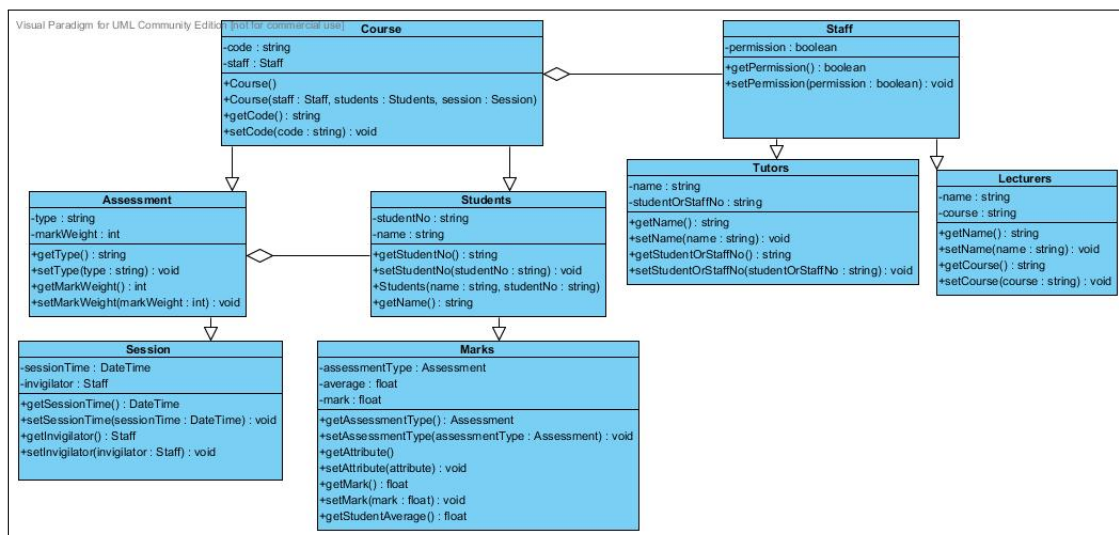 Visual Paradigm for UML Community Edition [not for commercial use]
Course
-code : string
-staff : Staff
+Course()
+Course(staff : Staff, students : Students, session : Session)
+getCode() : string
+setCode(code : string) : void
Staff
-permission : boolean
+getPermission() : boolean
+setPermission(permission : boolean) : void
Assessment
-type : string
-markWeight : int
+getType() : string
+setType(type : string) : void
+getMarkWeight() : int
+setMarkWeight(markWeight : int) : void
Students
-studentNo : string
-name : string
+getStudentNo() : string
+setStudentNo(studentNo : string) : void
+Students(name : string, studentNo : string)
+getName() : string
Tutors
-name : string
-studentOrStaffNo : string
+getName() : string
+setName(name : string) : void
+getStudentOrStaffNo() : string
+setStudentOrStaffNo(studentOrStaffNo : string) : void
Lecturers
-name : string
-course : string
+getName() : string
+setName(name : string) : void
+getCourse() : string
+setCourse(course : string) : void
Session
-sessionTime : DateTime
-invigilator : Staff
+getSessionTime() : DateTime
+setSessionTime(sessionTime : DateTime) : void
+getInvigilator() : Staff
+setInvigilator(invigilator : Staff) : void
Marks
-assessmentType : Assessment
-average : float
-mark : float
+getAssessmentType() : Assessment
+setAssessmentType(assessmentType : Assessment) : void
+getAttribute()
+setAttribute(attribute) : void
+getMark() : float
+setMark(mark : float) : void
+getStudentAverage() : float